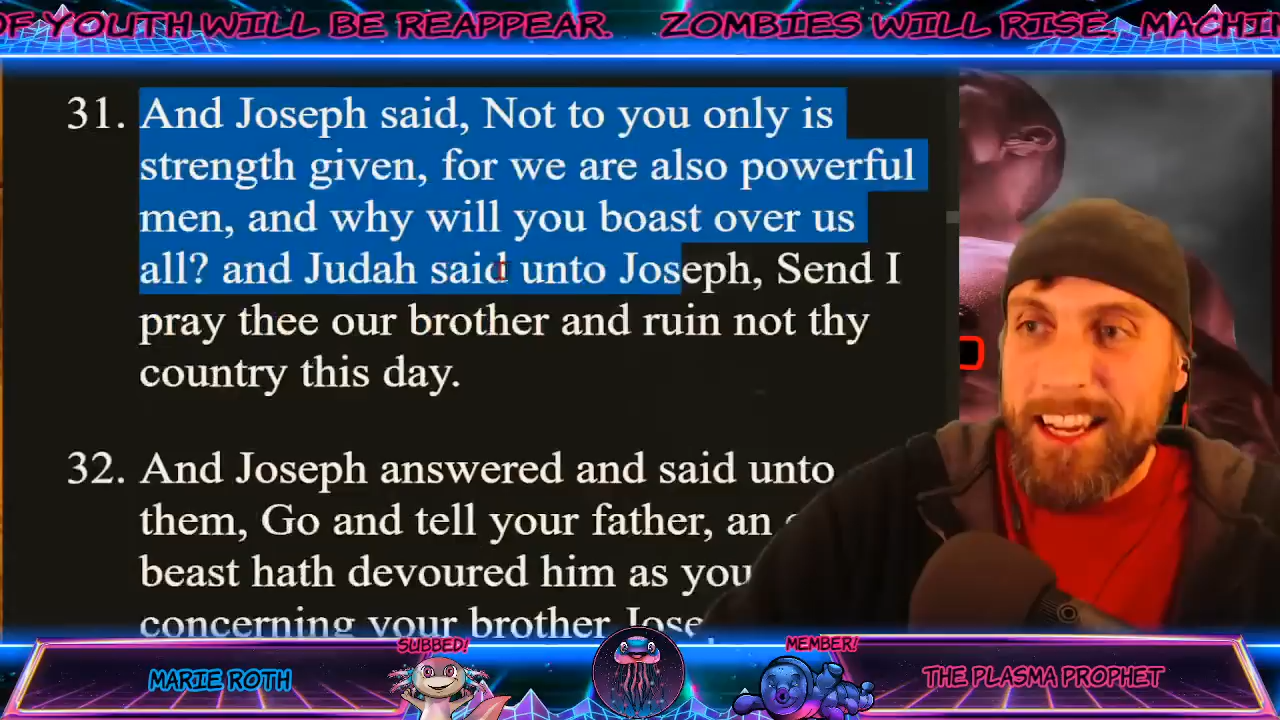 OF YOUTH WILL BE REAPPEAR. ZOMBIES WILL RISE. MACHI
31. And Joseph said, Not to you only is
strength given, for we are also powerful
men, and why will you boast over us
all? and Judah said unto Joseph, Send I
pray thee our brother and ruin not thy
country this day.
32. And Joseph answered and said unto
them, Go and tell your father, an
beast hath devoured him as you
concerning your brother Jose
SUBBED!
MARIE ROTH
MEMBER!
THE PLASMA PROPHET